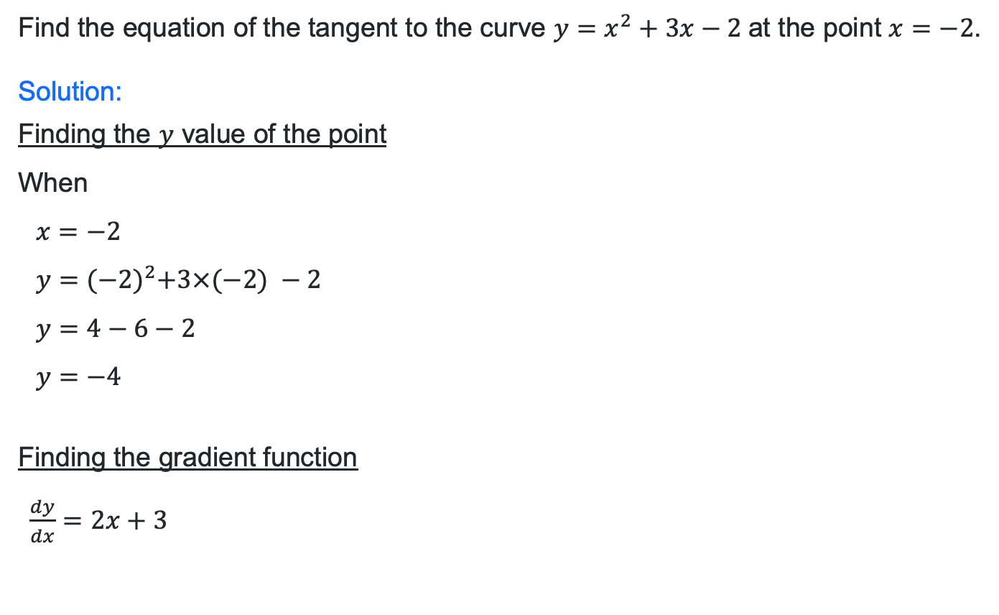 Find the equation of the tangent to the curve y = x² + 3x − 2 at the point x = −2.
Solution:
Finding the y value of the point
When
x = −2
y = (−2)²+3×(−2) − 2
y = 4 − 6 − 2
y = −4
Finding the gradient function
dy/dx = 2x + 3